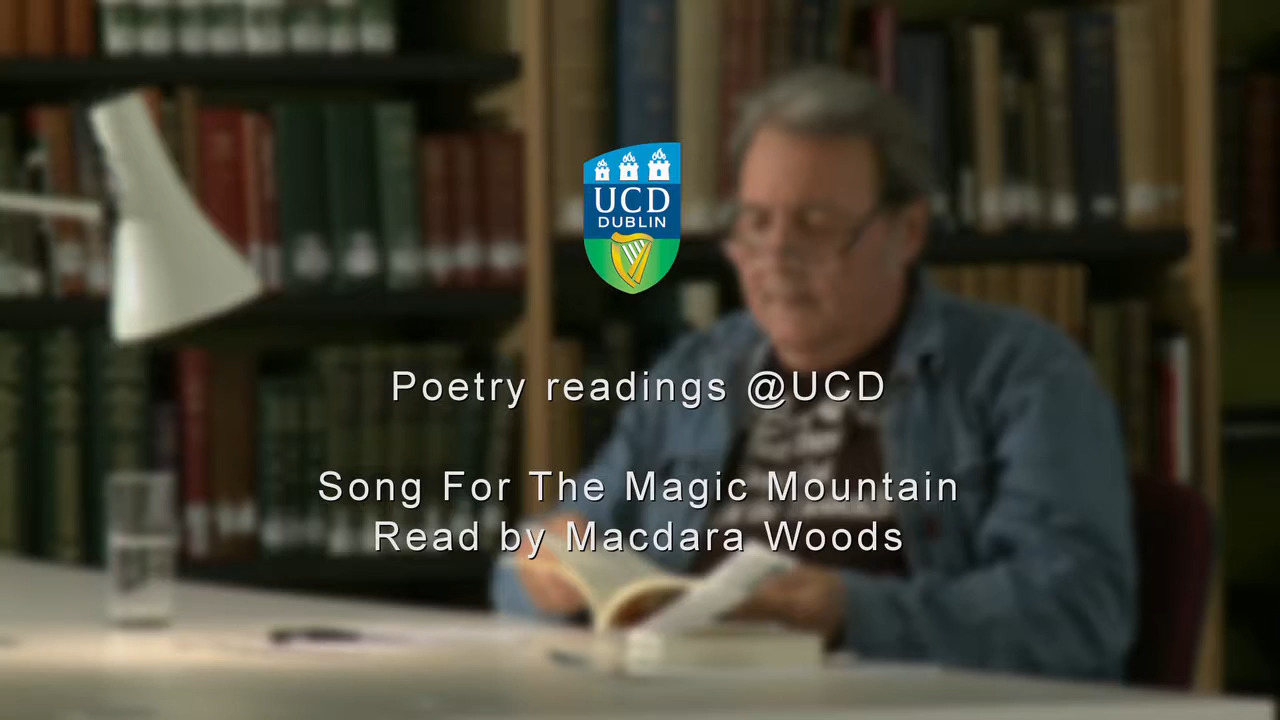 UCD
DUBLIN
Poetry readings @UCD
Song For The Magic Mountain
Read by Macdara Woods